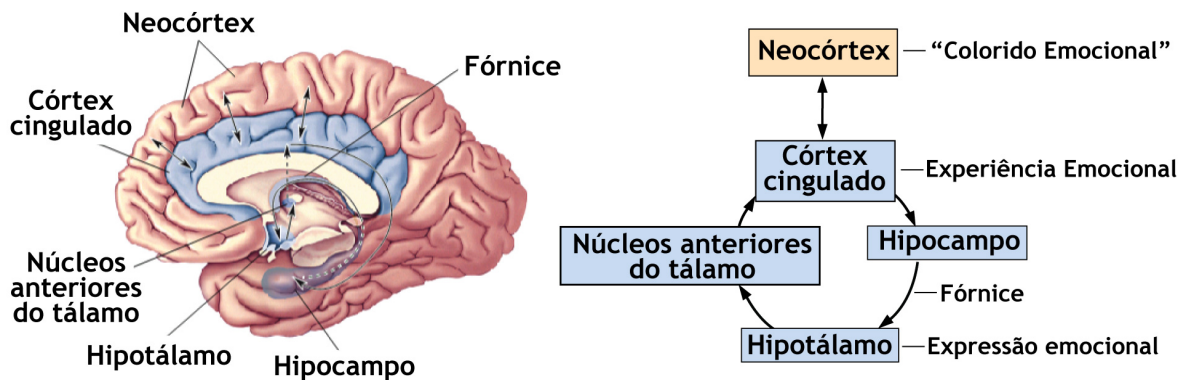 Neocórtex
Fórnice
Córtex
cingulado
Núcleos
anteriores
do tálamo
Hipotálamo
Hipocampo
Neocórtex
“Colorido Emocional”
Córtex
cingulado
Experiência Emocional
Núcleos anteriores
do tálamo
Hipocampo
Fórnice
Hipotálamo
Expressão emocional